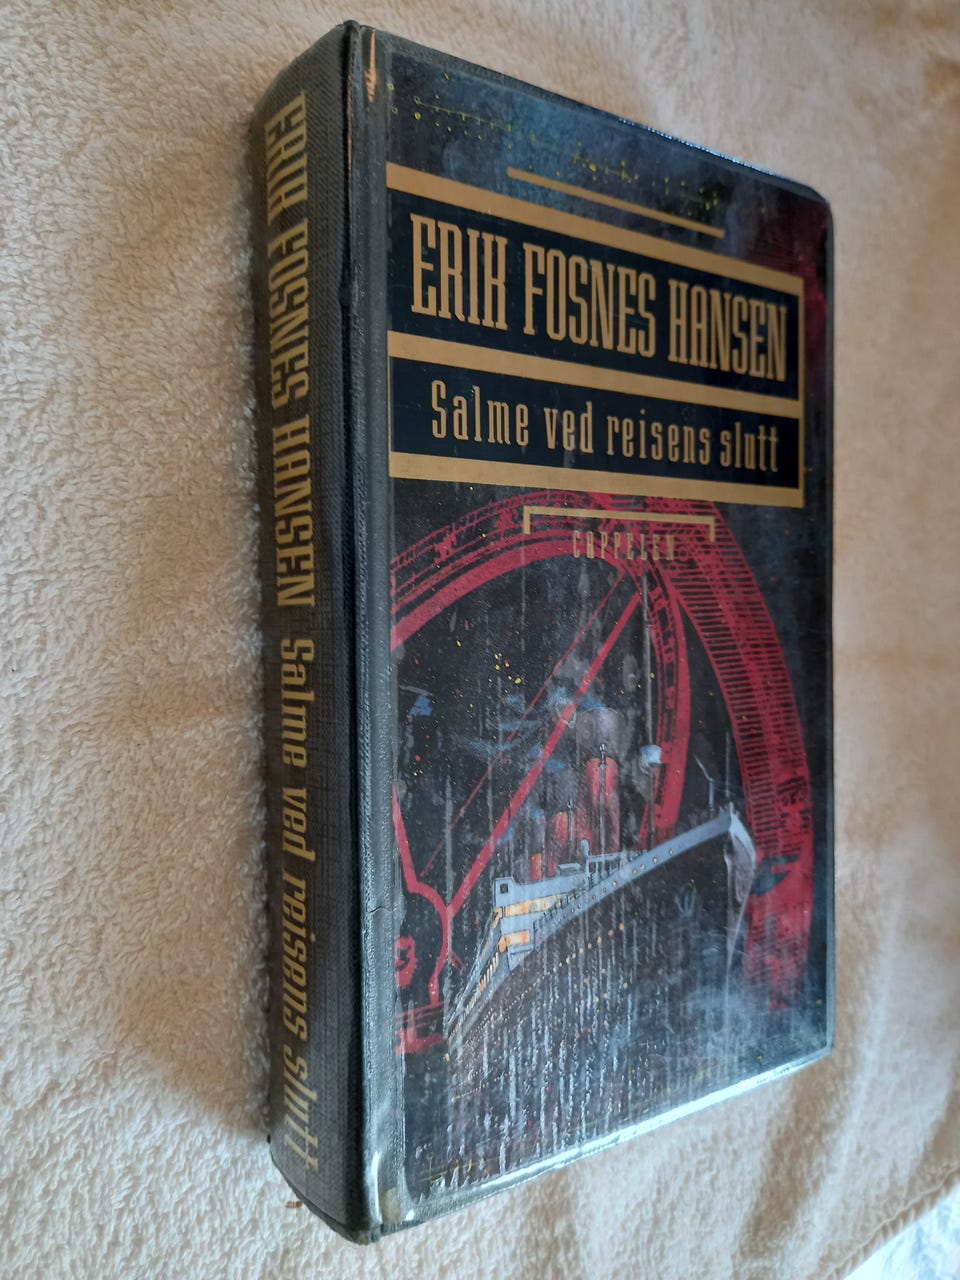 ERIK FOSNES HANSEN
Salme ved reisens slutt
CAPPELEN
ERIK FOSNES HANSEN Salme ved reisens slutt